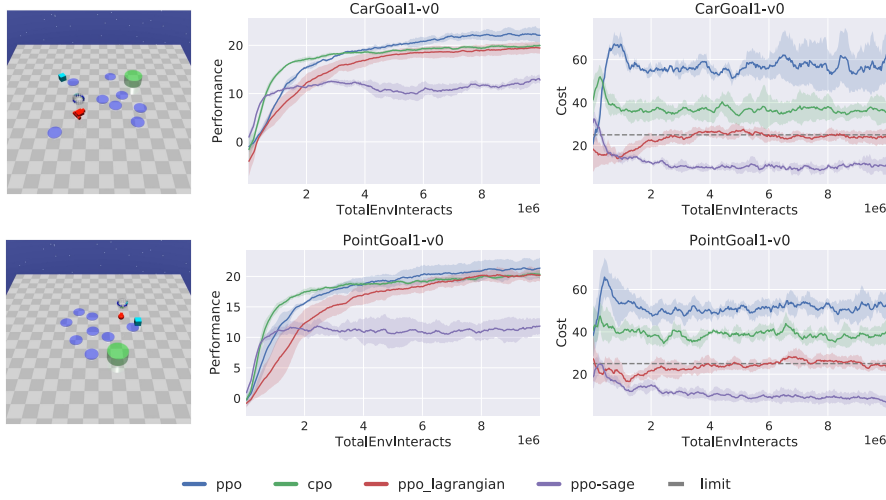 CarGoal1-v0
Performance
20
10
0
2
4
6
8
1e6
TotalEnvInteracts
CarGoal1-v0
Cost
60
40
20
2
4
6
8
1e6
TotalEnvInteracts
PointGoal1-v0
Performance
20
15
10
5
0
2
4
6
8
1e6
TotalEnvInteracts
PointGoal1-v0
Cost
60
40
20
2
4
6
8
1e6
TotalEnvInteracts
ppo cpo ppo_lagrangian ppo-sage limit